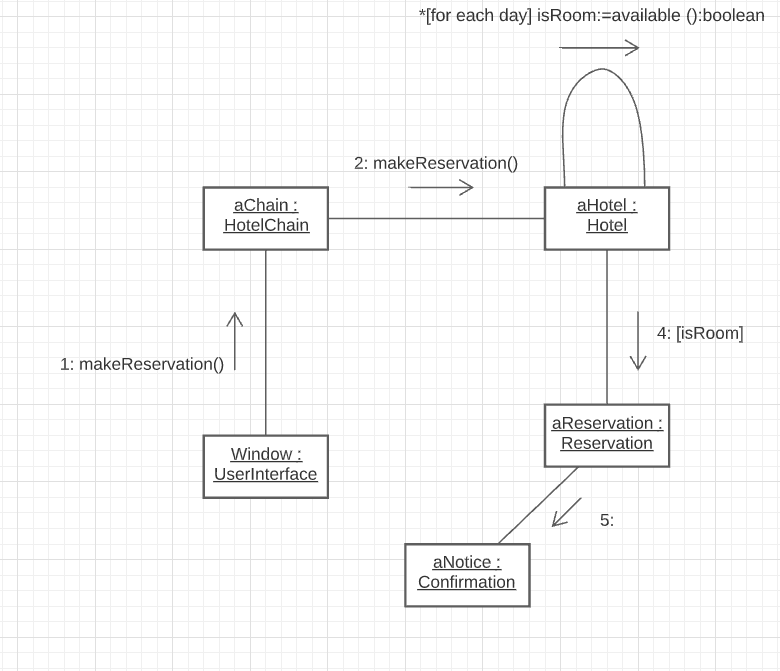 *[for each day] isRoom:=available ():boolean
2: makeReservation()
aChain :
HotelChain
aHotel :
Hotel
1: makeReservation()
4: [isRoom]
Window :
UserInterface
aReservation :
Reservation
5:
aNotice :
Confirmation